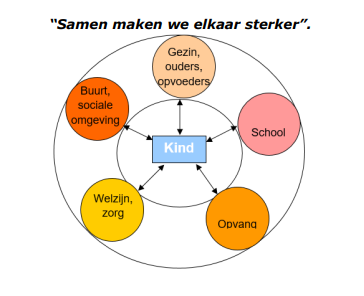 “Samen maken we elkaar sterker”.
Gezin,
ouders,
opvoeders
Buurt,
sociale
omgeving
School
Kind
Welzijn,
zorg
Opvang